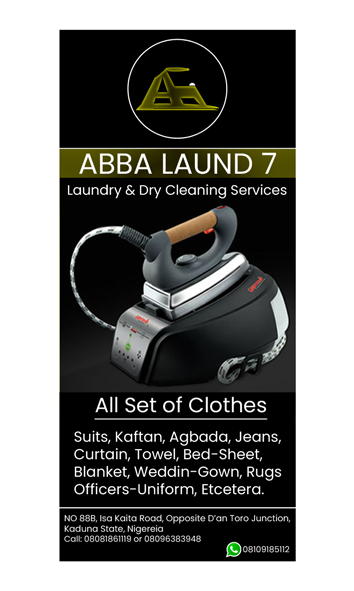 ABBA LAUND 7
Laundry & Dry Cleaning Services
All Set of Clothes
Suits, Kaftan, Agbada, Jeans,
Curtain, Towel, Bed-Sheet,
Blanket, Weddin-Gown, Rugs
Officers-Uniform, Etcetera.
NO 88B, Isa Kaita Road, Opposite D'an Toro Junction,
Kaduna State, Nigereia
Call: 08081861119 or 08096383948
08109185112